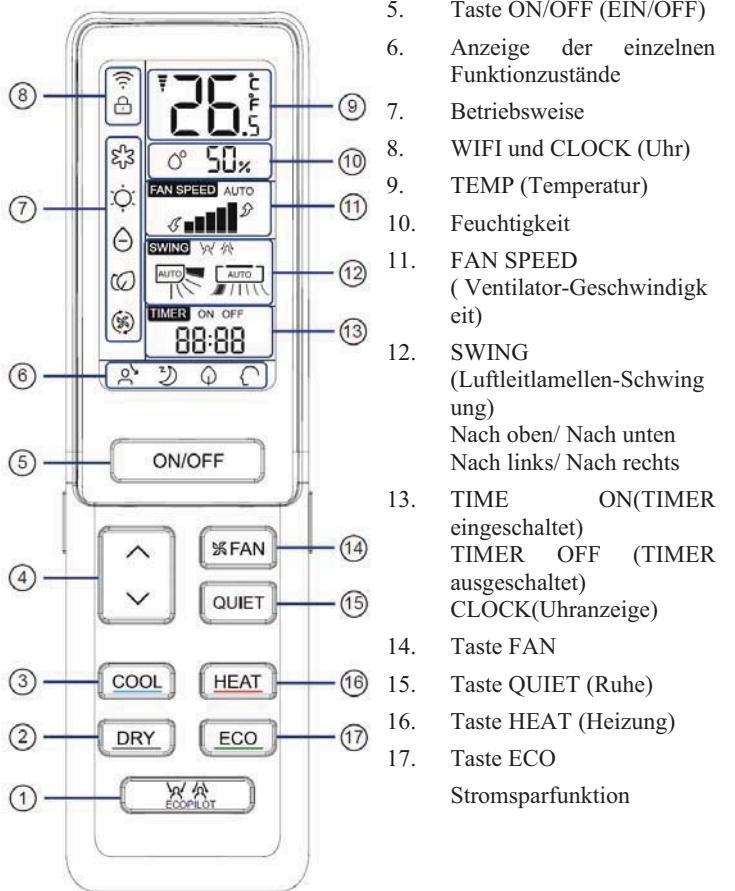 8
9
26.5
°C
°F
50%
10
7
FAN SPEED AUTO
11
SWING
AUTO
AUTO
12
TIMER ON OFF
88:88
13
6
5
ON/OFF
4
FAN
14
QUIET
15
3
COOL
HEAT
16
2
DRY
ECO
17
1
ECOPILOT
5. Taste ON/OFF (EIN/OFF)
6. Anzeige der einzelnen
Funktionzustände
7. Betriebsweise
8. WIFI und CLOCK (Uhr)
9. TEMP (Temperatur)
10. Feuchtigkeit
11. FAN SPEED
( Ventilator-Geschwindigk
eit)
12. SWING
(Luftleitlamellen-Schwing
ung)
Nach oben/ Nach unten
Nach links/ Nach rechts
13. TIME ON(TIMER
eingeschaltet)
TIMER OFF (TIMER
ausgeschaltet)
CLOCK(Uhranzeige)
14. Taste FAN
15. Taste QUIET (Ruhe)
16. Taste HEAT (Heizung)
17. Taste ECO
Stromsparfunktion